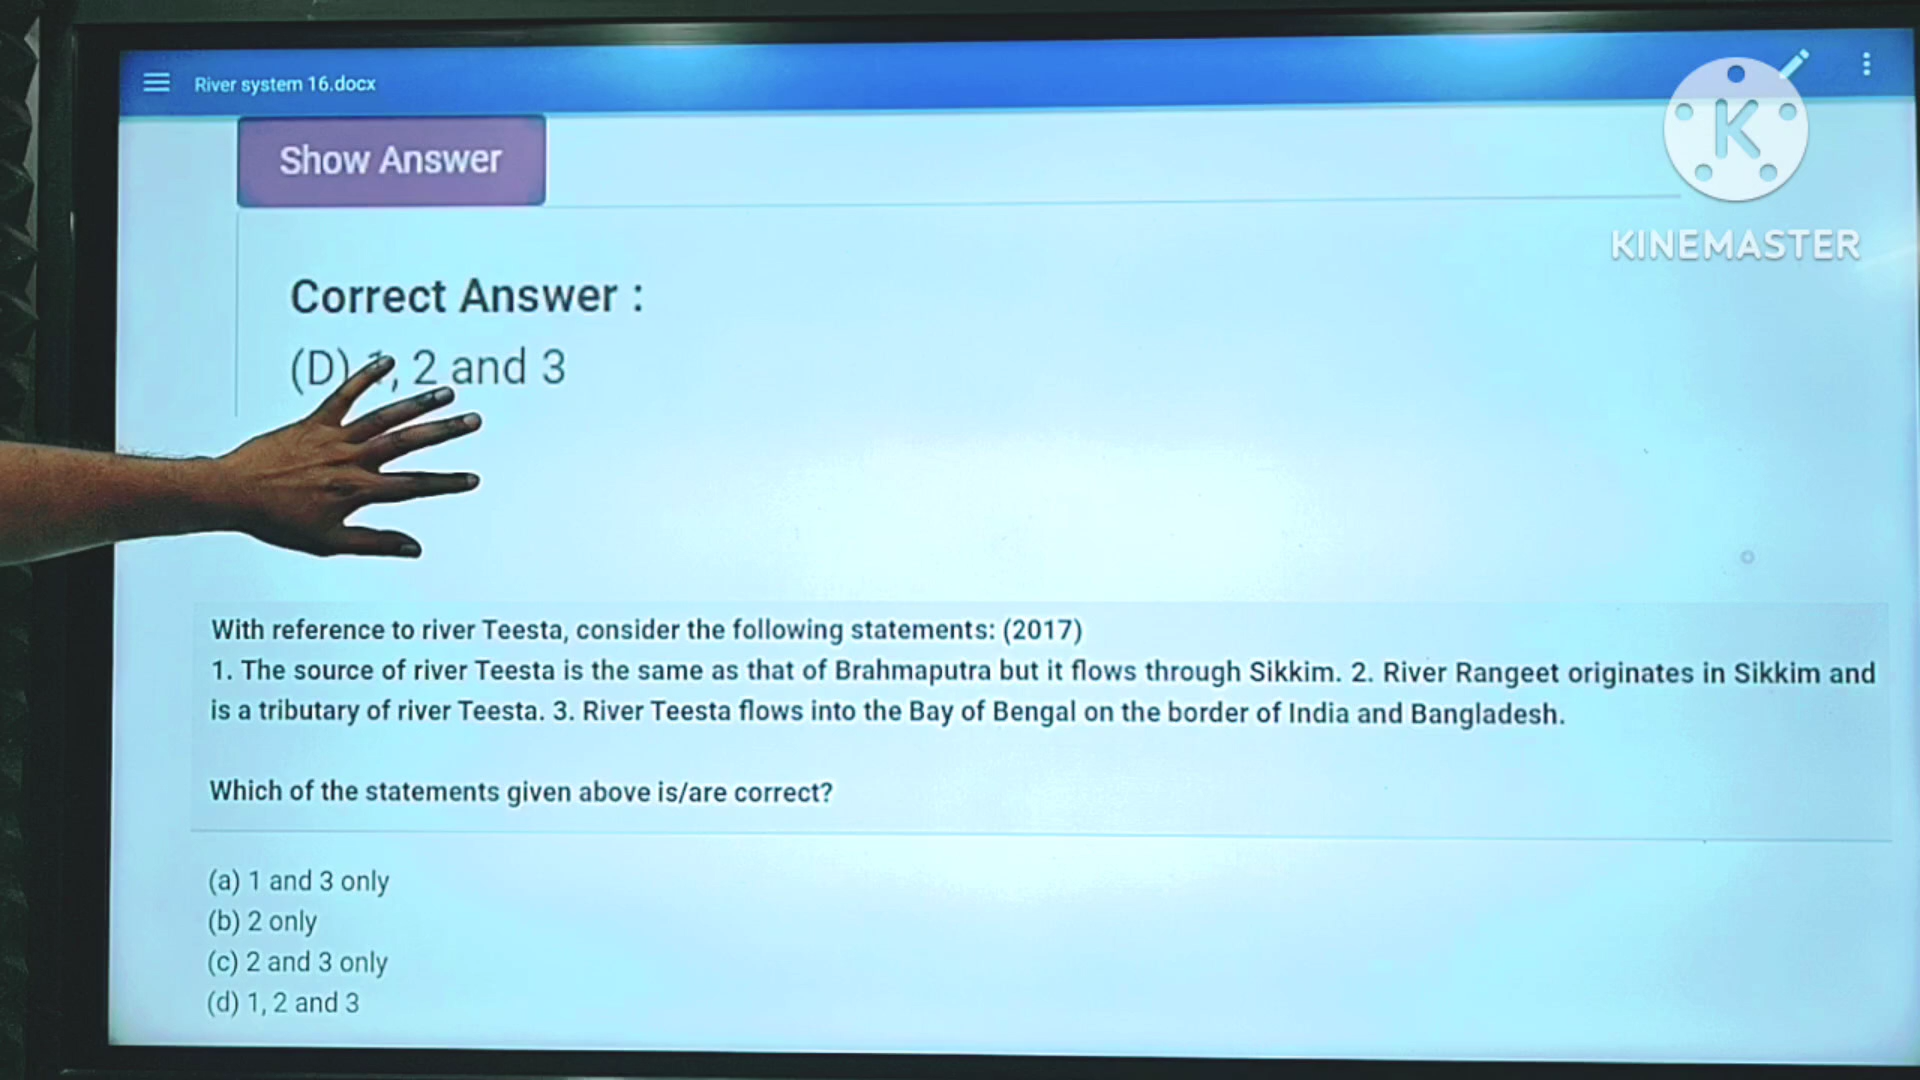 River system 16.docx
K
KINEMASTER
Show Answer
Correct Answer :
(D) 1, 2 and 3
With reference to river Teesta, consider the following statements: (2017)
1. The source of river Teesta is the same as that of Brahmaputra but it flows through Sikkim. 2. River Rangeet originates in Sikkim and
is a tributary of river Teesta. 3. River Teesta flows into the Bay of Bengal on the border of India and Bangladesh.
Which of the statements given above is/are correct?
(a) 1 and 3 only
(b) 2 only
(c) 2 and 3 only
(d) 1, 2 and 3